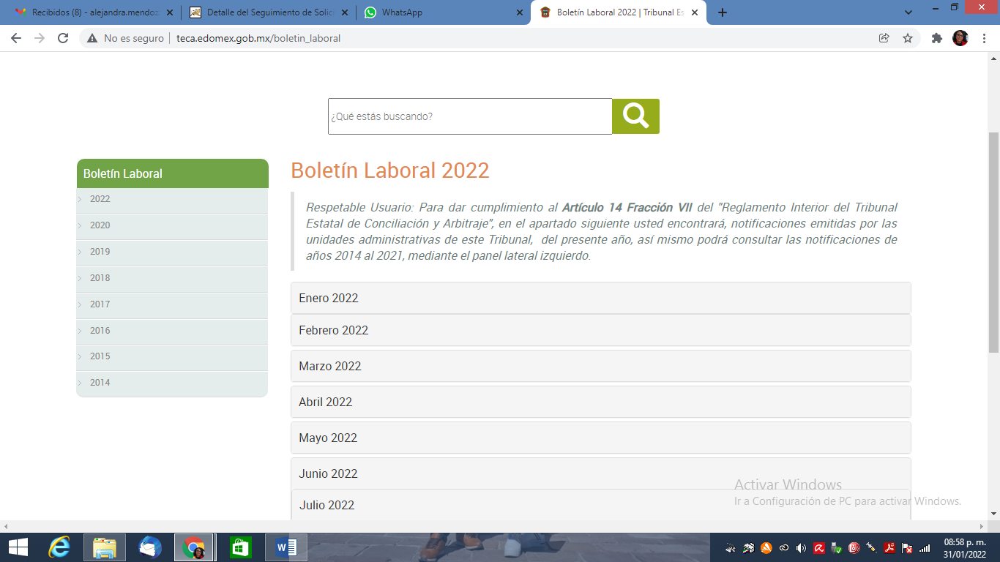 Recibidos (8) - alejandra.mendoz
Detalle del Seguimiento de Solic
WhatsApp
Boletín Laboral 2022 | Tribunal Es
No es seguro
teca.edomex.gob.mx/boletin_laboral
¿Qué estás buscando?
Boletín Laboral
2022
2020
2019
2018
2017
2016
2015
2014
Boletín Laboral 2022
Respetable Usuario: Para dar cumplimiento al Artículo 14 Fracción VII del "Reglamento Interior del Tribunal
Estatal de Conciliación y Arbitraje", en el apartado siguiente usted encontrará, notificaciones emitidas por las
unidades administrativas de este Tribunal, del presente año, así mismo podrá consultar las notificaciones de
años 2014 al 2021, mediante el panel lateral izquierdo.
Enero 2022
Febrero 2022
Marzo 2022
Abril 2022
Mayo 2022
Junio 2022
Julio 2022
Activar Windows
Ir a Configuración de PC para activar Windows.
08:58 p. m.
31/01/2022